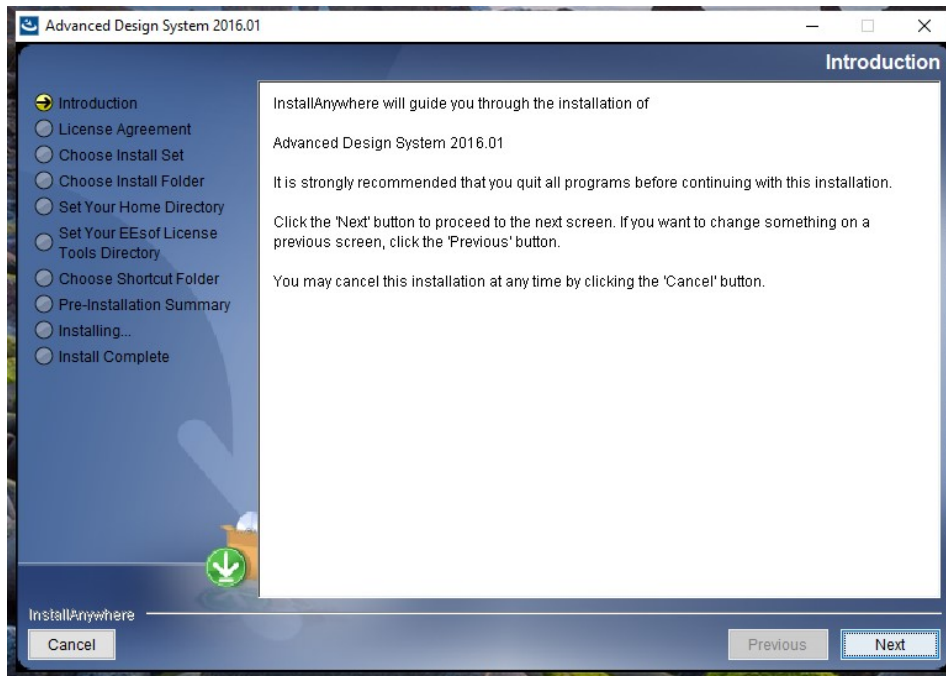 Advanced Design System 2016.01
Introduction
Introduction
License Agreement
Choose Install Set
Choose Install Folder
Set Your Home Directory
Set Your EEsof License
Tools Directory
Choose Shortcut Folder
Pre-Installation Summary
Installing...
Install Complete
InstallAnywhere will guide you through the installation of
Advanced Design System 2016.01
It is strongly recommended that you quit all programs before continuing with this installation.
Click the 'Next' button to proceed to the next screen. If you want to change something on a
previous screen, click the 'Previous' button.
You may cancel this installation at any time by clicking the 'Cancel' button.
InstallAnywhere
Cancel
Previous
Next